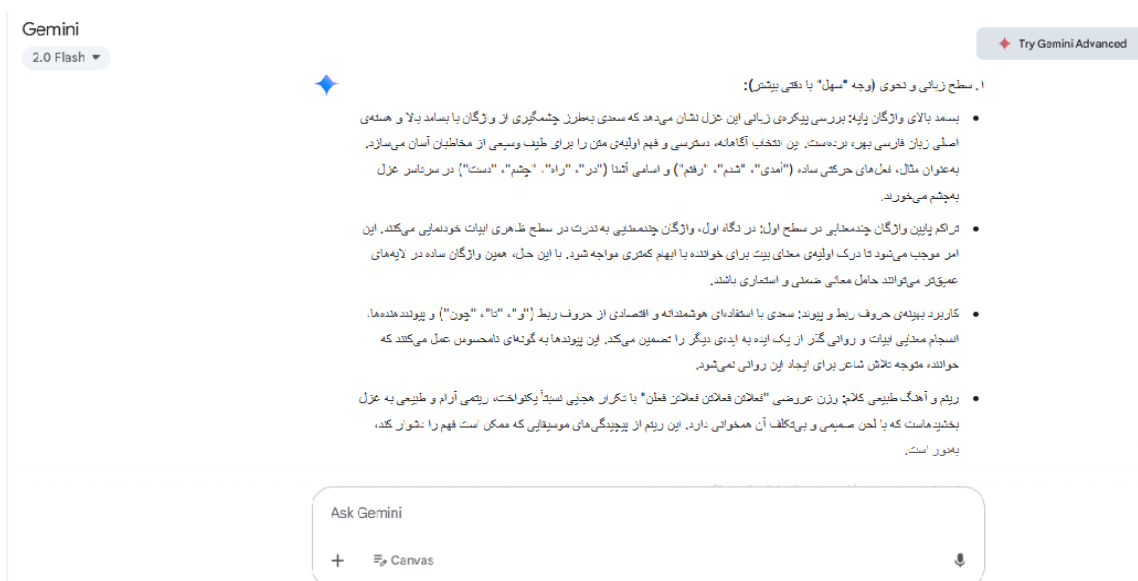 Gemini
2.0 Flash
Try Gemini Advanced
۱. سطح زبانی و نحوی (وجه "سهل" با دقتی بیشتر):
بسمد بالای واژگان پایه: بررسی پیکره‌ی زبانی این غزل نشان می‌دهد که سعدی به‌طرز چشمگیری از واژگان با بسامد بالا و هسته‌ی
اصلی زبان فارسی بهره برده‌ست. این انتخاب آگاهانه، دسترسی و فهم اولیه‌ی متن را برای طیف وسیعی از مخاطبان آسان می‌سازد.
به‌عنوان مثال، فعل‌های حرکتی ساده ("آمدی"، "شدم"، "رفتم") و اسامی آشنا ("در"، "راه"، "چشم"، "دست") در سرتاسر غزل
به‌چشم می‌خورند.
تراکم پایین واژگان چندمعنایی در سطح اول: در نگاه اول، واژگان چندمعنایی به ندرت در سطح ظاهری ابیات خودنمایی می‌کنند. این
امر موجب می‌شود تا درک اولیه‌ی معنای بیت برای خواننده با ابهام کمتری مواجه شود. با این حال، همین واژگان ساده در لایه‌های
عمیق‌تر می‌توانند حامل معانی ضمنی و استعاری باشند.
کاربرد بهینه‌ی حروف ربط و پیوند: سعدی با استفاده‌ای هوشمندانه و اقتصادی از حروف ربط ("و"، "تا"، "چون") و پیونددهنده‌ها،
انسجام معنایی ابیات و روانی گذر از یک ایده به ایده‌ی دیگر را تضمین می‌کند. این پیوندها به گونه‌ای نامحسوس عمل می‌کنند که
خواننده متوجه تلاش شاعر برای ایجاد این روانی نمی‌شود.
ریتم و آهنگ طبیعی کلام: وزن عروضی "فعلاتن فعلاتن فعلاتن فعلن" با تکرار هجایی نسبتاً یکنواخت، ریتمی آرام و طبیعی به غزل
بخشیده‌است که با لحن صمیمی و بی‌تکلف آن همخوانی دارد. این ریتم از پیچیدگی‌های موسیقایی که ممکن است فهم را دشوار کند،
به‌دور است.
Ask Gemini
Canvas